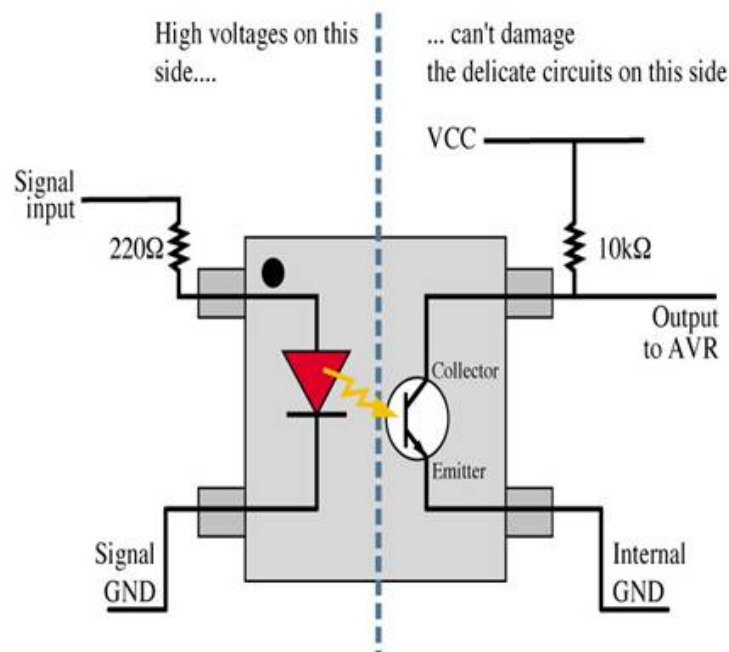 High voltages on this
side....
... can't damage
the delicate circuits on this side
VCC
Signal
input
220Ω
10kΩ
Output
to AVR
Collector
Emitter
Signal
GND
Internal
GND